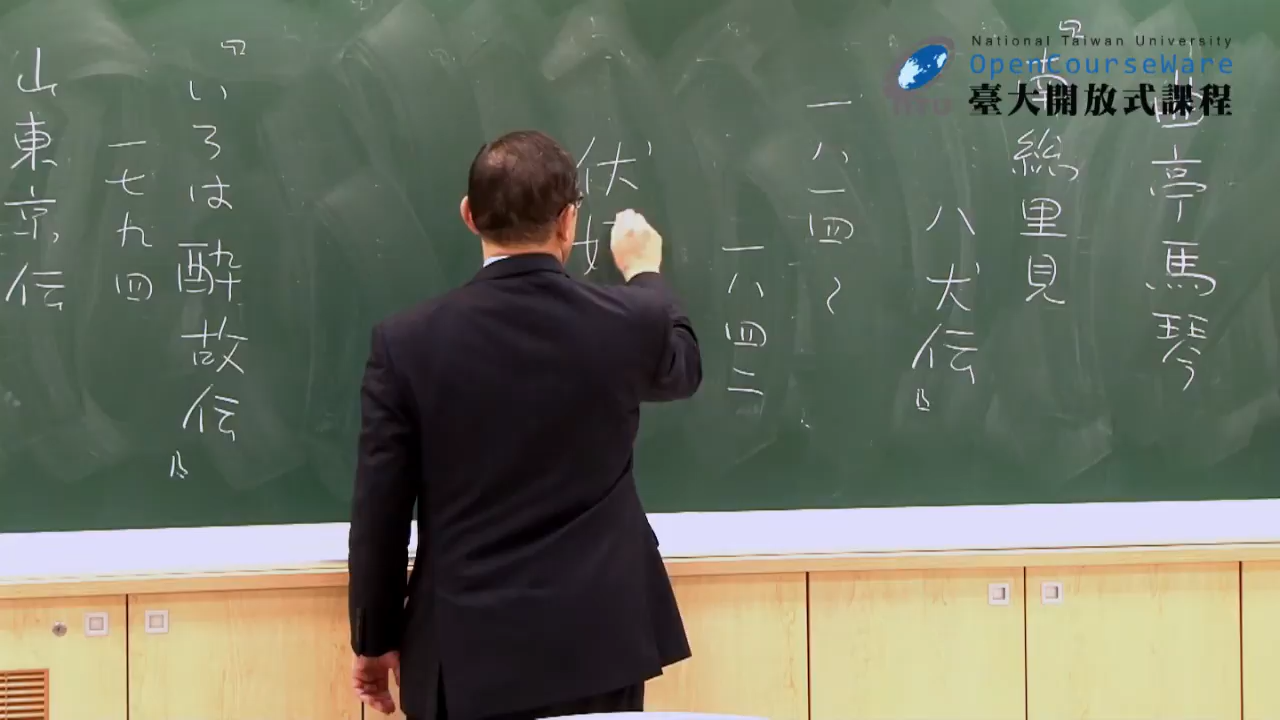 National Taiwan University
OpenCourseWare
臺大開放式課程
曲亭馬琴
『南総里見
八犬伝』
一八一四～
一八四二
伏
『いろは酔故伝』
一七九四
山東京伝